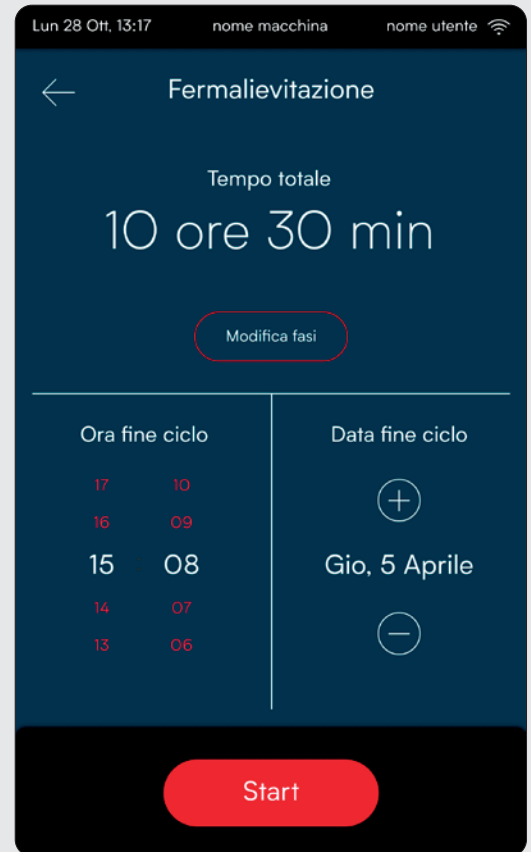 Lun 28 Ott, 13:17 nome macchina nome utente
Fermalievitazione
Tempo totale
10 ore 30 min
Modifica fasi
Ora fine ciclo Data fine ciclo
17 10
16 09
15 08 Gio, 5 Aprile
14 07
13 06
Start